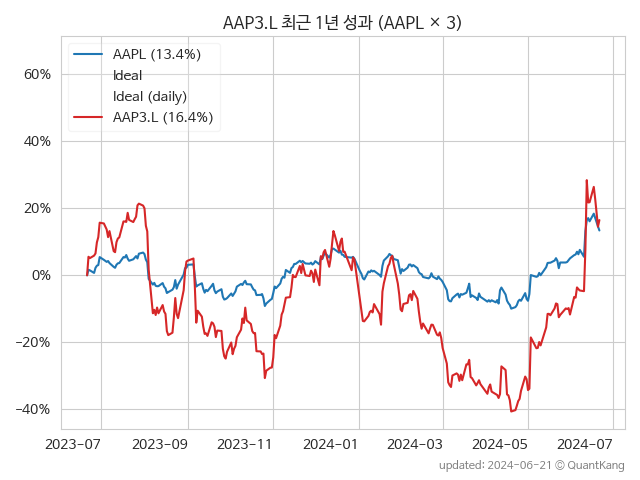 AAP3.L 최근 1년 성과 (AAPL × 3)
AAPL (13.4%)
Ideal
Ideal (daily)
AAP3.L (16.4%)
60%
40%
20%
0%
−20%
−40%
2023-07 2023-09 2023-11 2024-01 2024-03 2024-05 2024-07
updated: 2024-06-21 © QuantKang